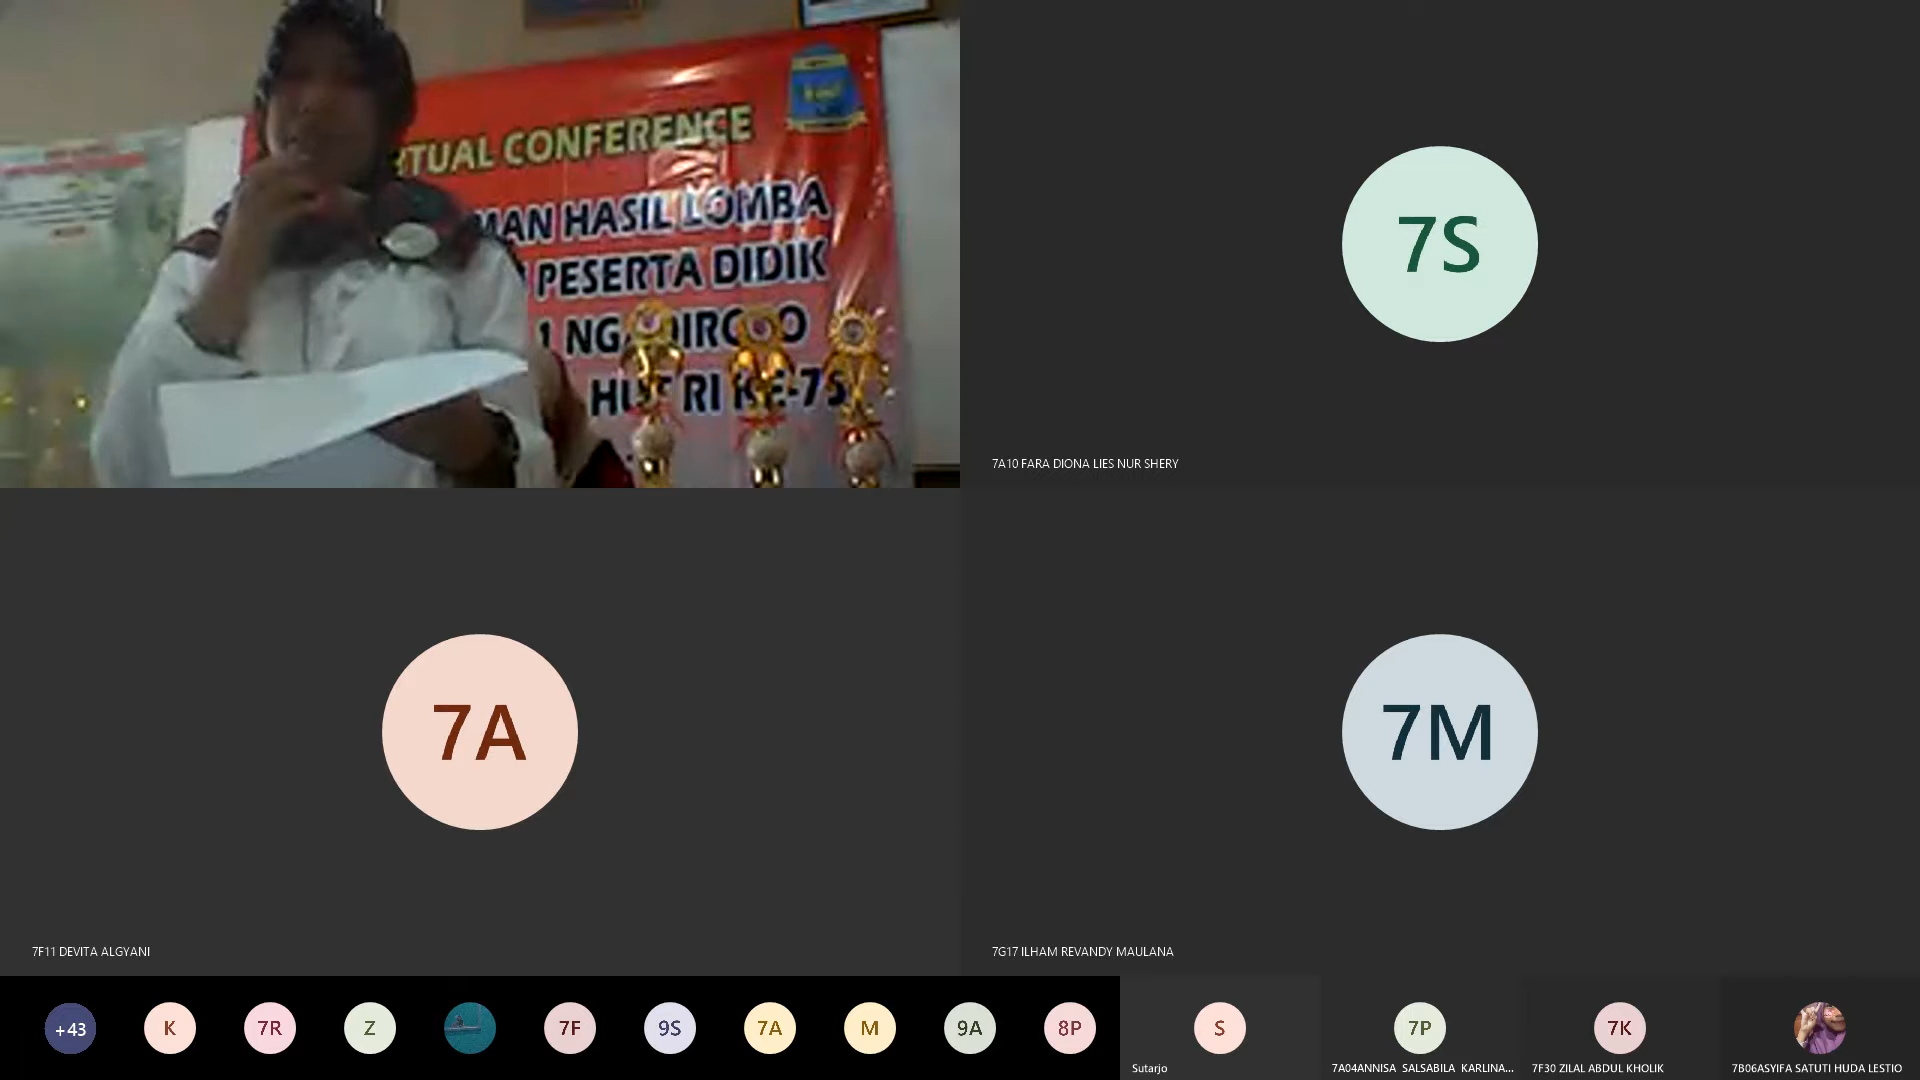 RTUAL CONFERENCE
MAN HASIL LOMBA
PESERTA DIDIK
1 NGADIROJO
HUT RI KE-75
7S
7A10 FARA DIONA LIES NUR SHERY
7A
7M
7F11 DEVITA ALGYANI
7G17 ILHAM REVANDY MAULANA
+43
K
7R
Z
7F
9S
7A
M
9A
8P
S
7P
7K
Sutarjo
7A04ANNISA SALSABILA KARLINA...
7F30 ZILAL ABDUL KHOLIK
7B06ASYIFA SATUTI HUDA LESTIO